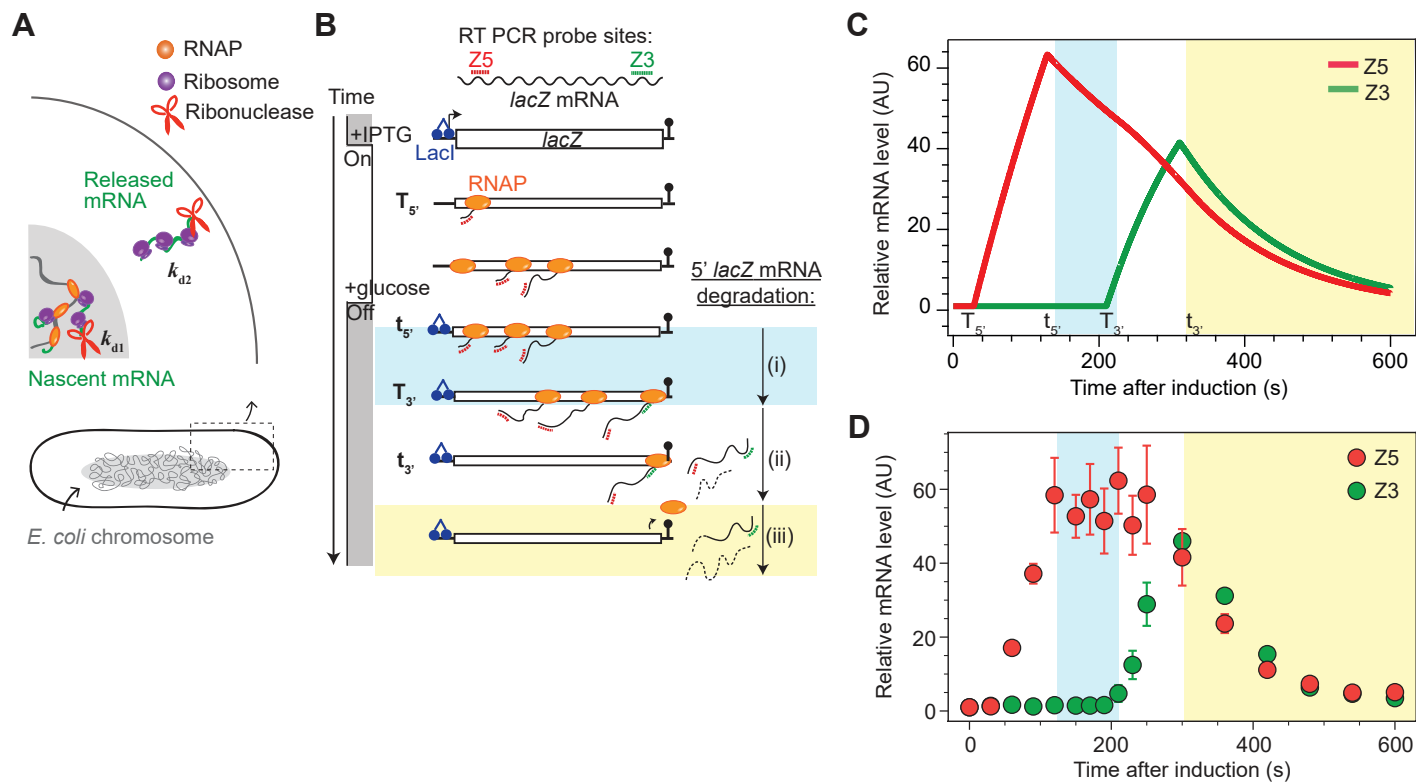 A
RNAP
Ribosome
Ribonuclease
Released
mRNA
kd2
kd1
Nascent mRNA
E. coli chromosome
B
RT PCR probe sites:
Z5
Z3
lacZ mRNA
Time
+IPTG
On
LacI
lacZ
RNAP
T5'
+glucose
Off
5' lacZ mRNA
degradation:
t5'
(i)
T3'
t3'
(ii)
(iii)
C
Relative mRNA level (AU)
60
40
20
0
Z5
Z3
T5'
t5'
T3'
t3'
0
200
400
600
Time after induction (s)
D
Relative mRNA level (AU)
60
40
20
0
Z5
Z3
0
200
400
600
Time after induction (s)